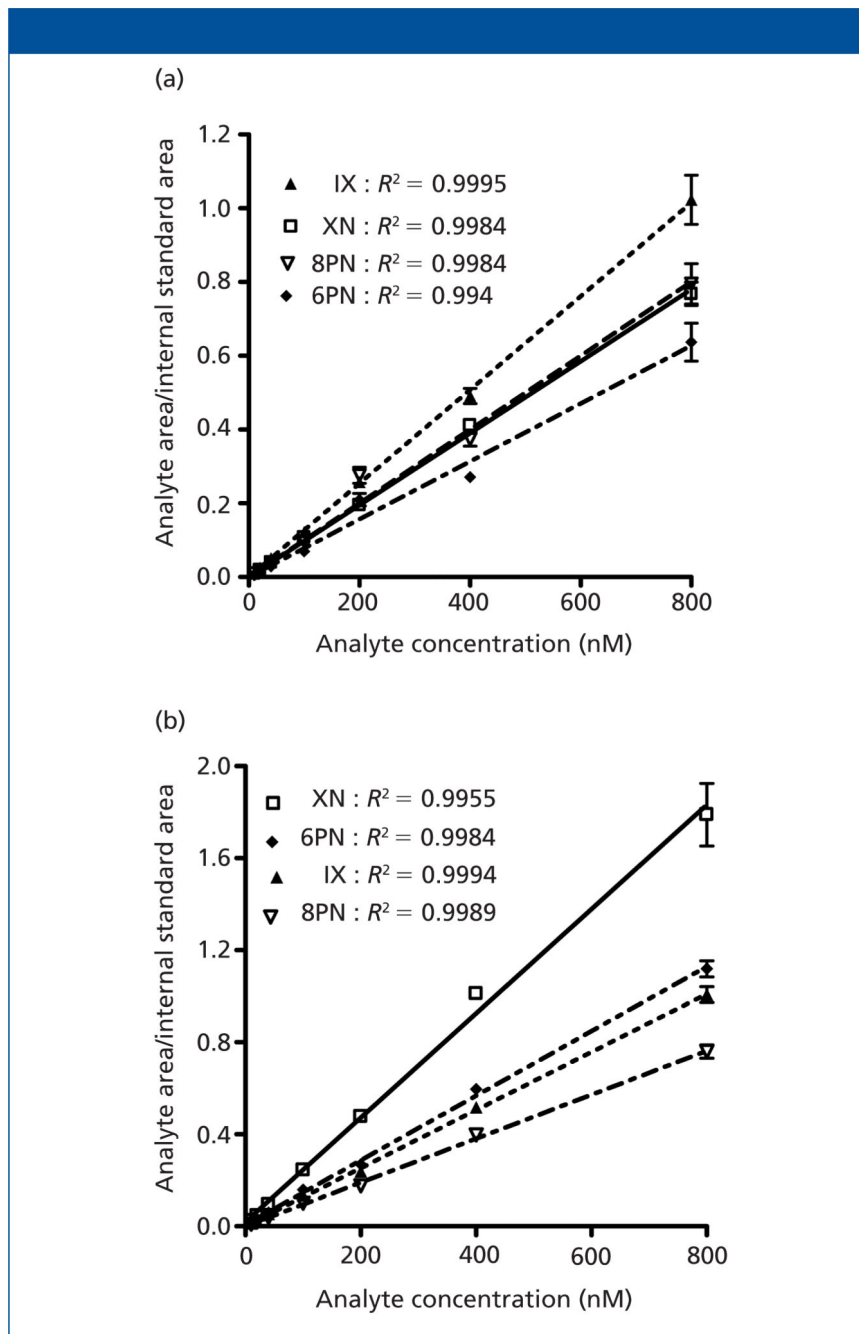 (a)
Analyte area/internal standard area
1.2
1.0
0.8
0.6
0.4
0.2
0.0
IX : R² = 0.9995
XN : R² = 0.9984
8PN : R² = 0.9984
6PN : R² = 0.994
0 200 400 600 800
Analyte concentration (nM)
(b)
Analyte area/internal standard area
2.0
1.6
1.2
0.8
0.4
0.0
XN : R² = 0.9955
6PN : R² = 0.9984
IX : R² = 0.9994
8PN : R² = 0.9989
0 200 400 600 800
Analyte concentration (nM)